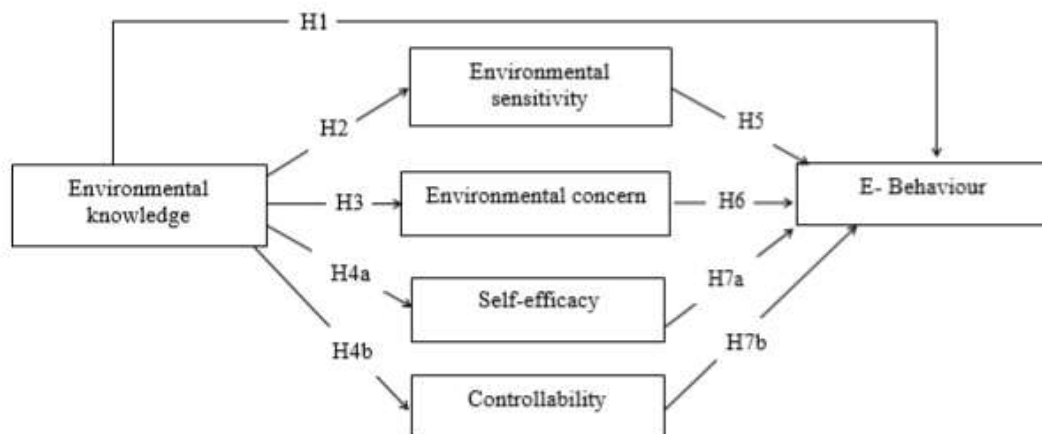 H1
Environmental
sensitivity
H2
H5
Environmental
knowledge
H3
Environmental concern
H6
E- Behaviour
H4a
Self-efficacy
H7a
H4b
H7b
Controllability